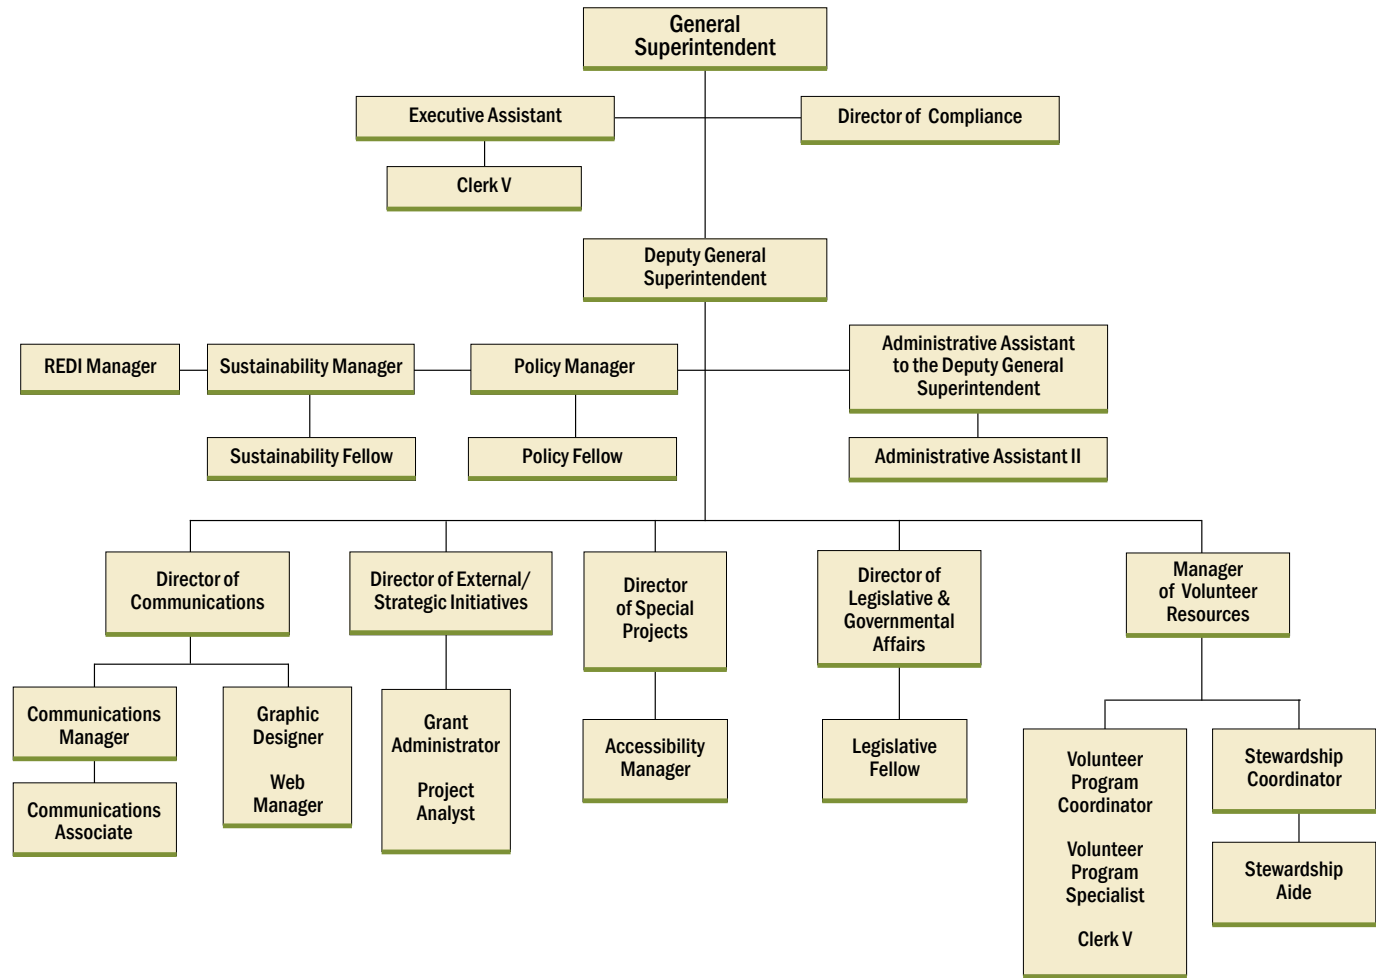 General
Superintendent
Executive Assistant
Director of Compliance
Clerk V
Deputy General
Superintendent
REDI Manager
Sustainability Manager
Policy Manager
Administrative Assistant
to the Deputy General
Superintendent
Sustainability Fellow
Policy Fellow
Administrative Assistant II
Director of
Communications
Director of External/
Strategic Initiatives
Director
of Special
Projects
Director of
Legislative &
Governmental
Affairs
Manager
of Volunteer
Resources
Communications
Manager
Graphic
Designer
Web
Manager
Grant
Administrator
Project
Analyst
Accessibility
Manager
Legislative
Fellow
Volunteer
Program
Coordinator
Volunteer
Program
Specialist
Clerk V
Stewardship
Coordinator
Communications
Associate
Stewardship
Aide